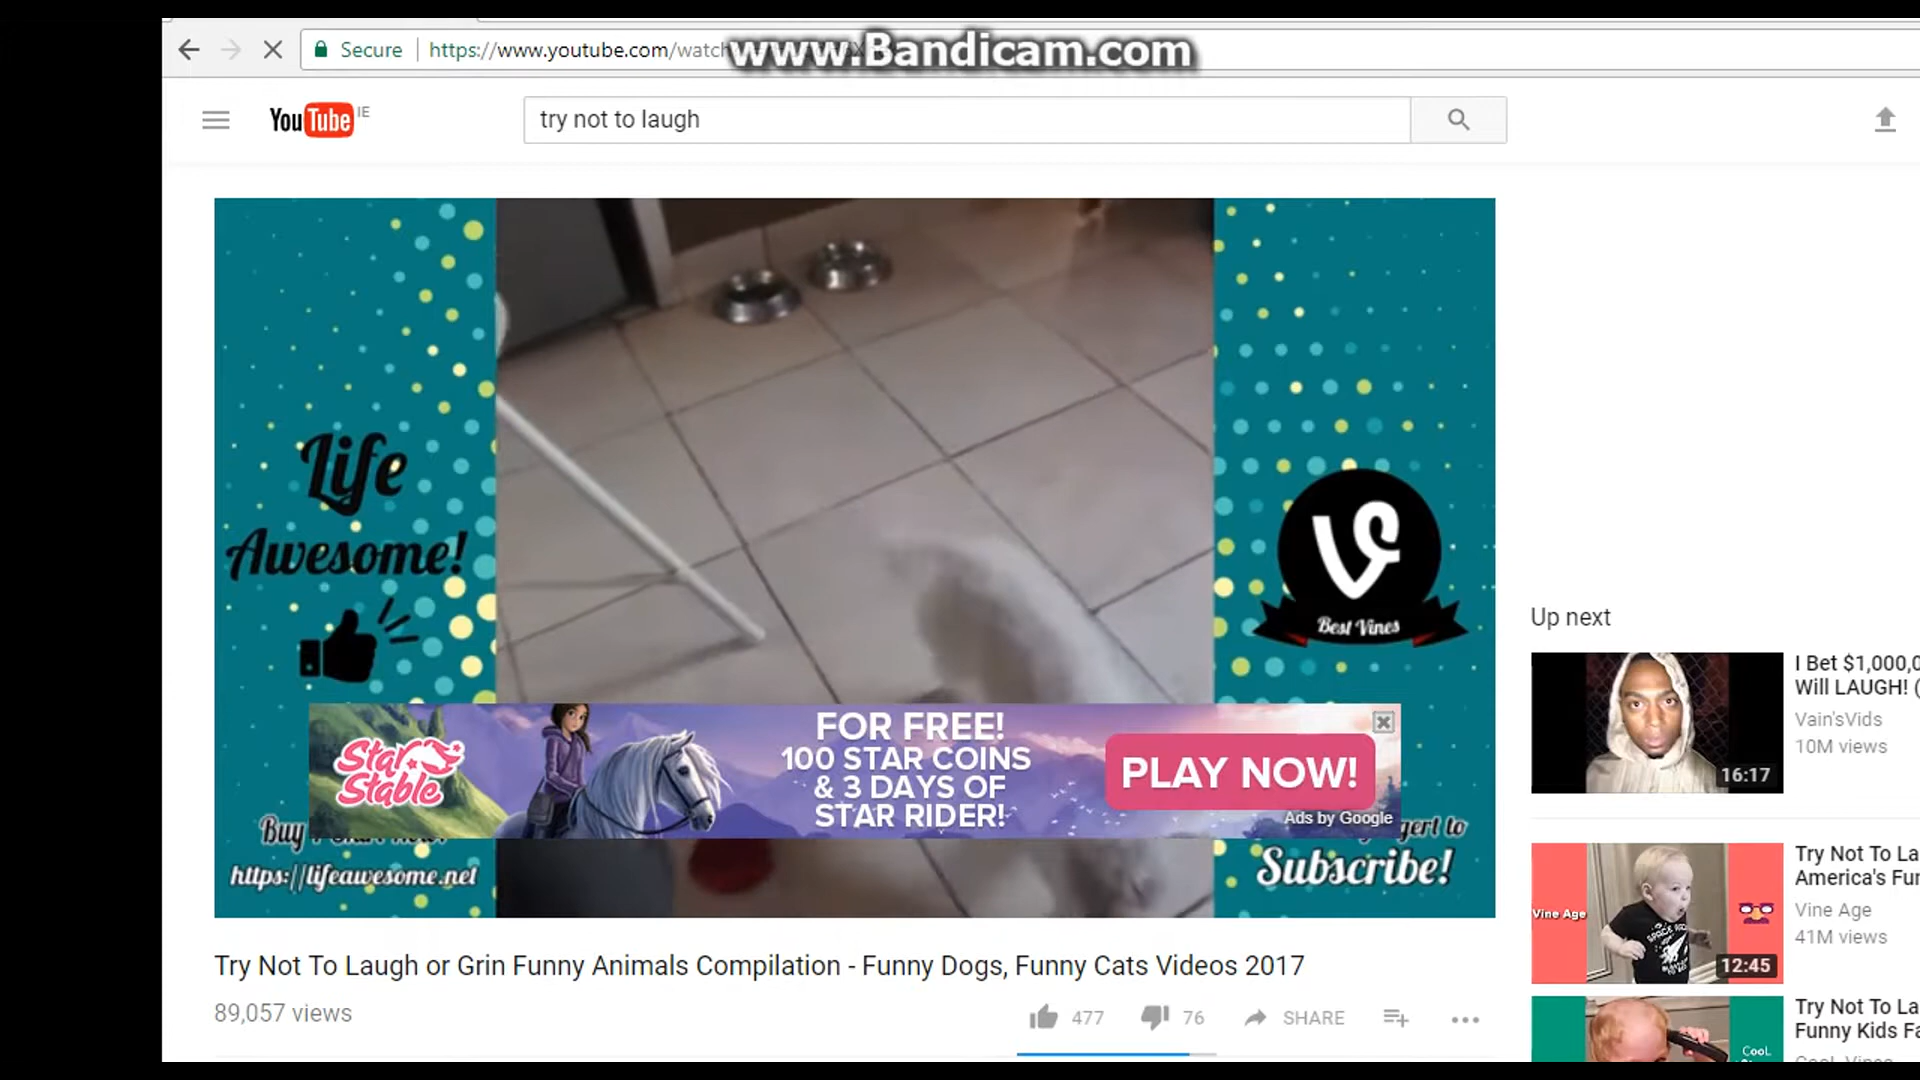 www.Bandicam.com
Secure https://www.youtube.com/watch
YouTube IE
try not to laugh
Life
Awesome!
Best Vines
Star
Stable
FOR FREE!
100 STAR COINS
& 3 DAYS OF
STAR RIDER!
PLAY NOW!
Ads by Google
Buy
https://lifeawesome.net
to
Subscribe!
Try Not To Laugh or Grin Funny Animals Compilation - Funny Dogs, Funny Cats Videos 2017
89,057 views
477
76
SHARE
Up next
I Bet $1,000,0
Will LAUGH! (
Vain'sVids
10M views
16:17
Try Not To La
America's Fu
Vine Age
41M views
Vine Age
SPACE
12:45
Try Not To La
Funny Kids Fa
CooL